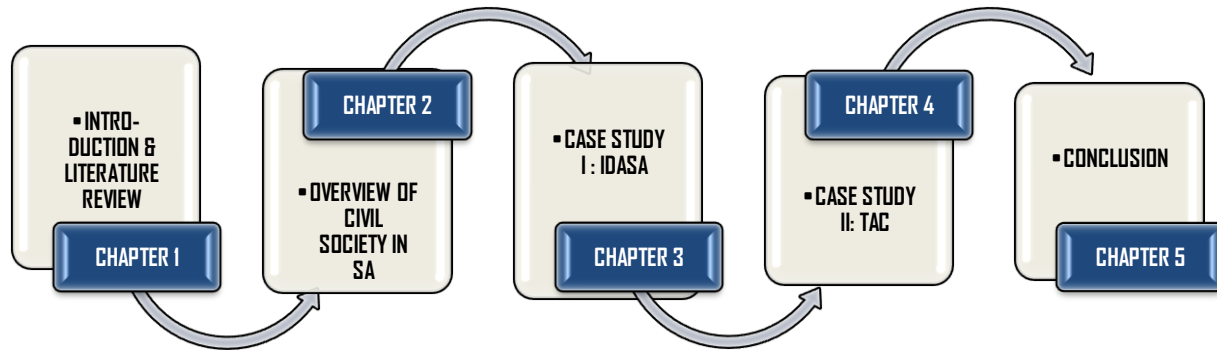 ▪ INTRO-
DUCTION &
LITERATURE
REVIEW
CHAPTER 1
CHAPTER 2
▪ OVERVIEW OF
CIVIL
SOCIETY IN
SA
▪ CASE STUDY
I : IDASA
CHAPTER 3
CHAPTER 4
▪ CASE STUDY
II: TAC
▪ CONCLUSION
CHAPTER 5